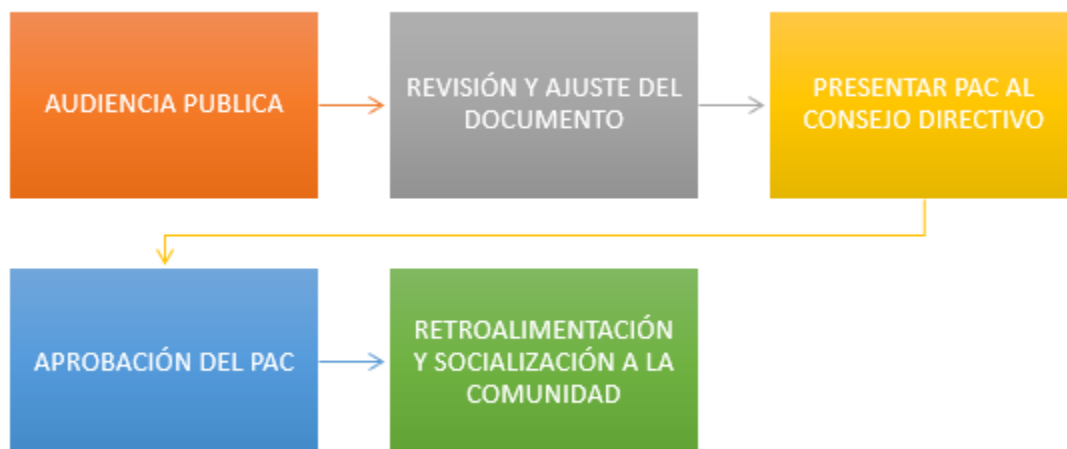 AUDIENCIA PUBLICA
REVISIÓN Y AJUSTE DEL
DOCUMENTO
PRESENTAR PAC AL
CONSEJO DIRECTIVO
APROBACIÓN DEL PAC
RETROALIMENTACIÓN
Y SOCIALIZACIÓN A LA
COMUNIDAD